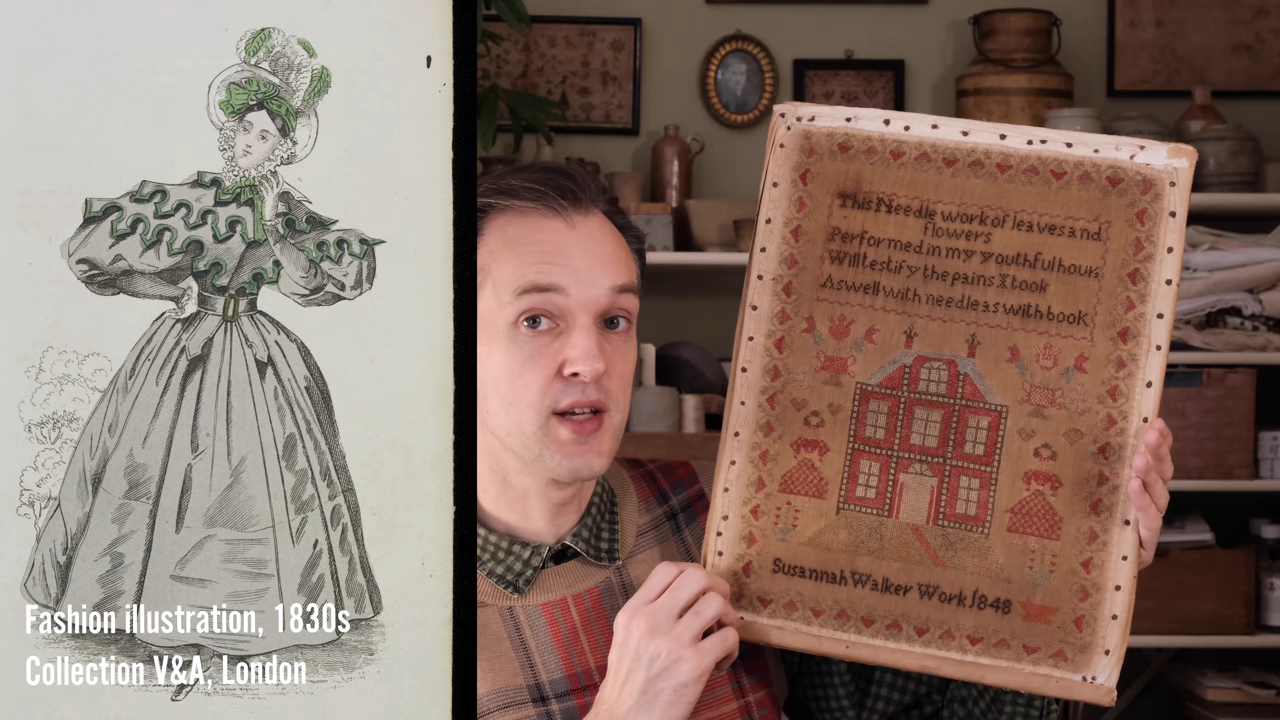 Fashion illustration, 1830s
Collection V&A, London
This Needle work of leaves and
flowers
Performed in my youthful hours
Will testify the pains I took
As well with needle as with book
Susannah Walker Work 1848